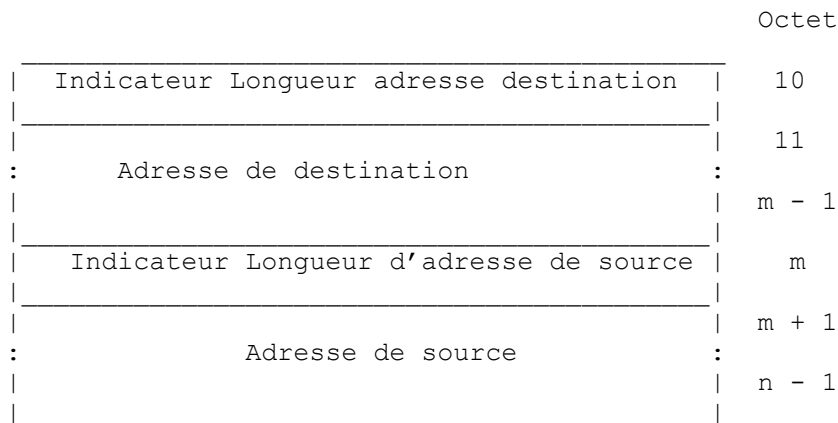 Octet
Indicateur Longueur adresse destination 10
11
Adresse de destination
m - 1
Indicateur Longueur d’adresse de source m
m + 1
Adresse de source
n - 1